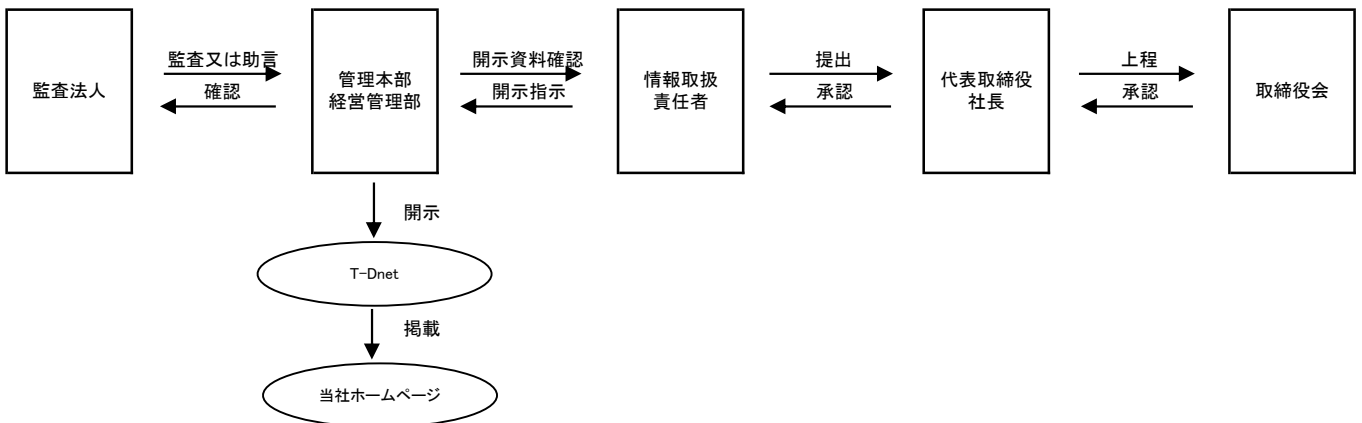 監査法人
監査又は助言
確認
管理本部
経営管理部
開示資料確認
開示指示
情報取扱
責任者
提出
承認
代表取締役
社長
上程
承認
取締役会
開示
T-Dnet
掲載
当社ホームページ